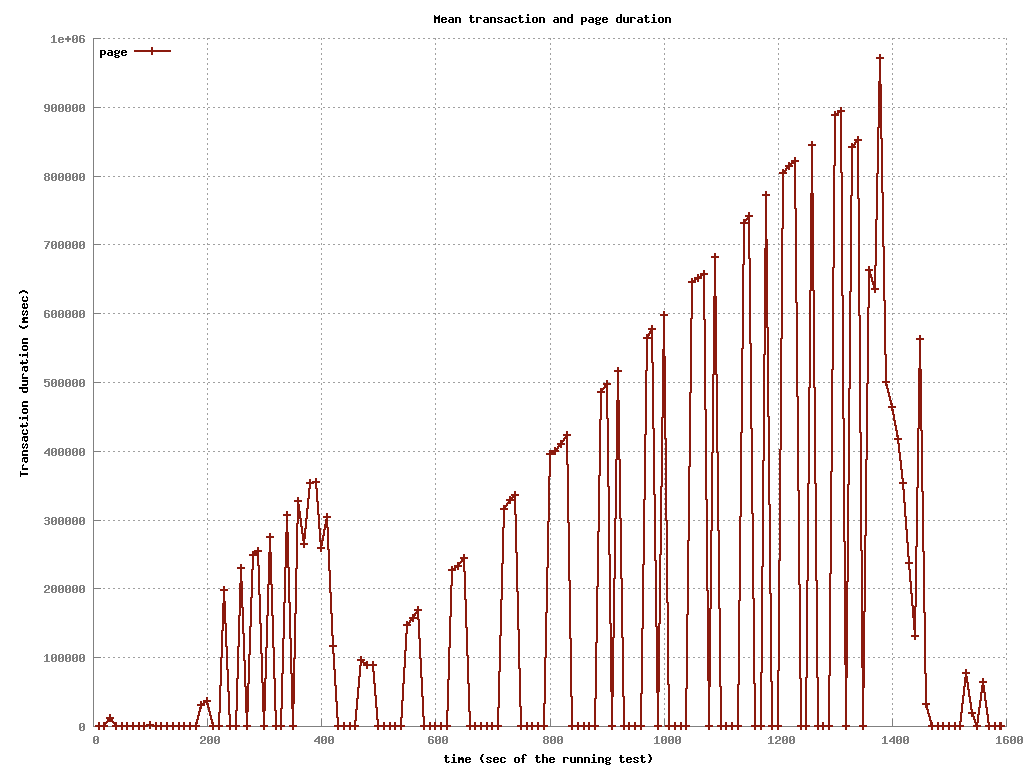 Mean transaction and page duration
1e+06
page
900000
800000
700000
600000
500000
400000
300000
200000
100000
0
Transaction duration (msec)
0 200 400 600 800 1000 1200 1400 1600
time (sec of the running test)